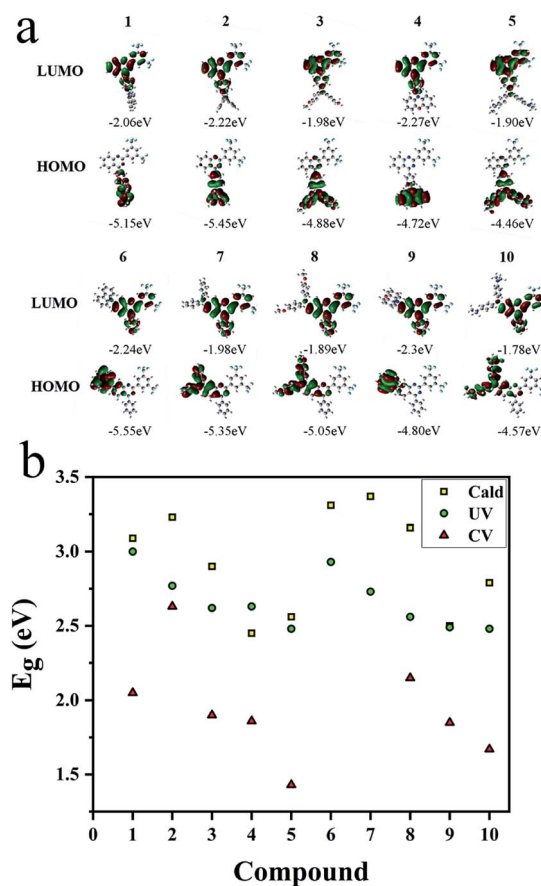 a
1 2 3 4 5
LUMO
-2.06eV -2.22eV -1.98eV -2.27eV -1.90eV
HOMO
-5.15eV -5.45eV -4.88eV -4.72eV -4.46eV
6 7 8 9 10
LUMO
-2.24eV -1.98eV -1.89eV -2.3eV -1.78eV
HOMO
-5.55eV -5.35eV -5.05eV -4.80eV -4.57eV
b
3.5
3.0
2.5
2.0
1.5
Eg (eV)
Cald
UV
CV
0 1 2 3 4 5 6 7 8 9 10
Compound